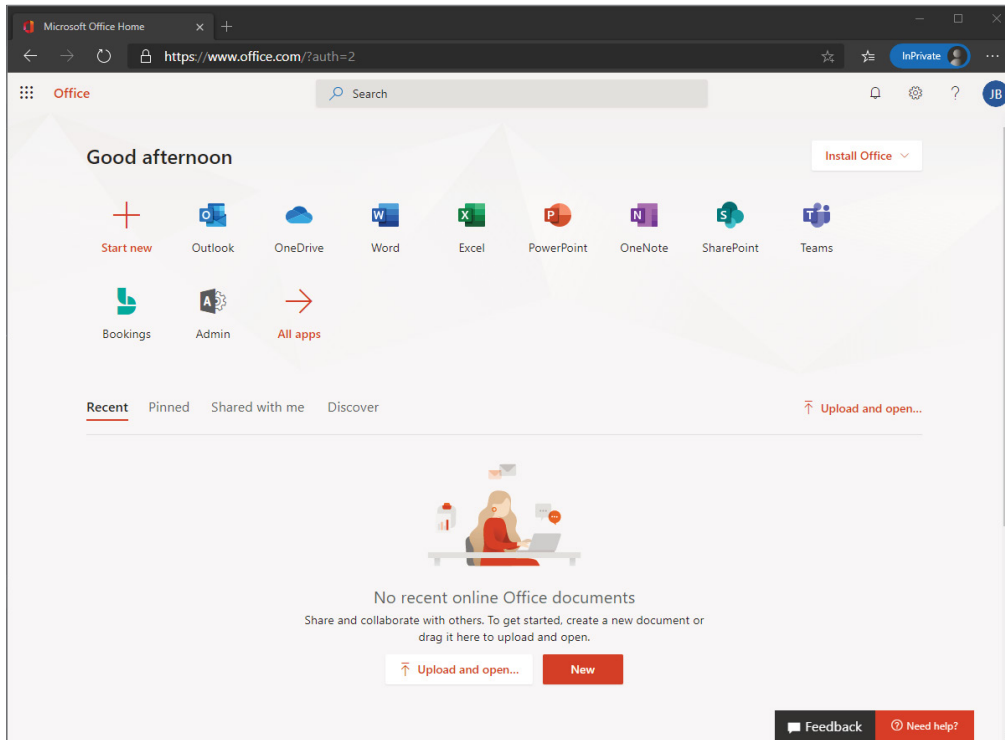 Microsoft Office Home
https://www.office.com/?auth=2
InPrivate
Office
Search
JB
Good afternoon
Install Office
Start new Outlook OneDrive Word Excel PowerPoint OneNote SharePoint Teams
Bookings Admin All apps
Recent Pinned Shared with me Discover
Upload and open...
No recent online Office documents
Share and collaborate with others. To get started, create a new document or
drag it here to upload and open.
Upload and open... New
Feedback Need help?